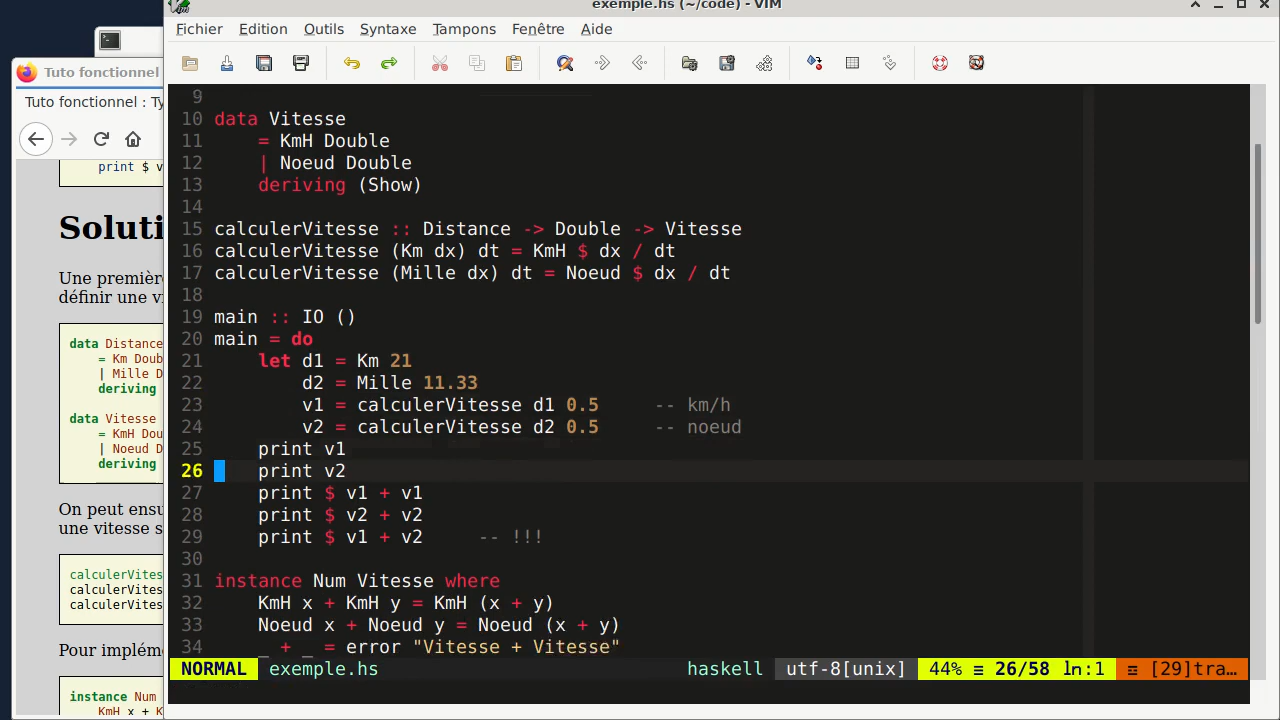 exemple.hs (~/code) - VIM
Fichier Edition Outils Syntaxe Tampons Fenêtre Aide
Tuto fonctionnel
Tuto fonctionnel : Ty
print $ v
Soluti
Une première
définir une vi
data Distance
= Km Doub
| Mille D
deriving
data Vitesse
= KmH Dou
| Noeud D
deriving
On peut ensu
une vitesse s
calculerVites
calculerVites
calculerVites
Pour implém
instance Num
KmH x + K
9
10 data Vitesse
11 = KmH Double
12 | Noeud Double
13 deriving (Show)
14
15 calculerVitesse :: Distance -> Double -> Vitesse
16 calculerVitesse (Km dx) dt = KmH $ dx / dt
17 calculerVitesse (Mille dx) dt = Noeud $ dx / dt
18
19 main :: IO ()
20 main = do
21 let d1 = Km 21
22 d2 = Mille 11.33
23 v1 = calculerVitesse d1 0.5 -- km/h
24 v2 = calculerVitesse d2 0.5 -- noeud
25 print v1
26 print v2
27 print $ v1 + v1
28 print $ v2 + v2
29 print $ v1 + v2 -- !!!
30
31 instance Num Vitesse where
32 KmH x + KmH y = KmH (x + y)
33 Noeud x + Noeud y = Noeud (x + y)
34 _ + _ = error "Vitesse + Vitesse"
NORMAL exemple.hs haskell utf-8[unix] 44% ≡ 26/58 ln:1 ☲ [29]tra…